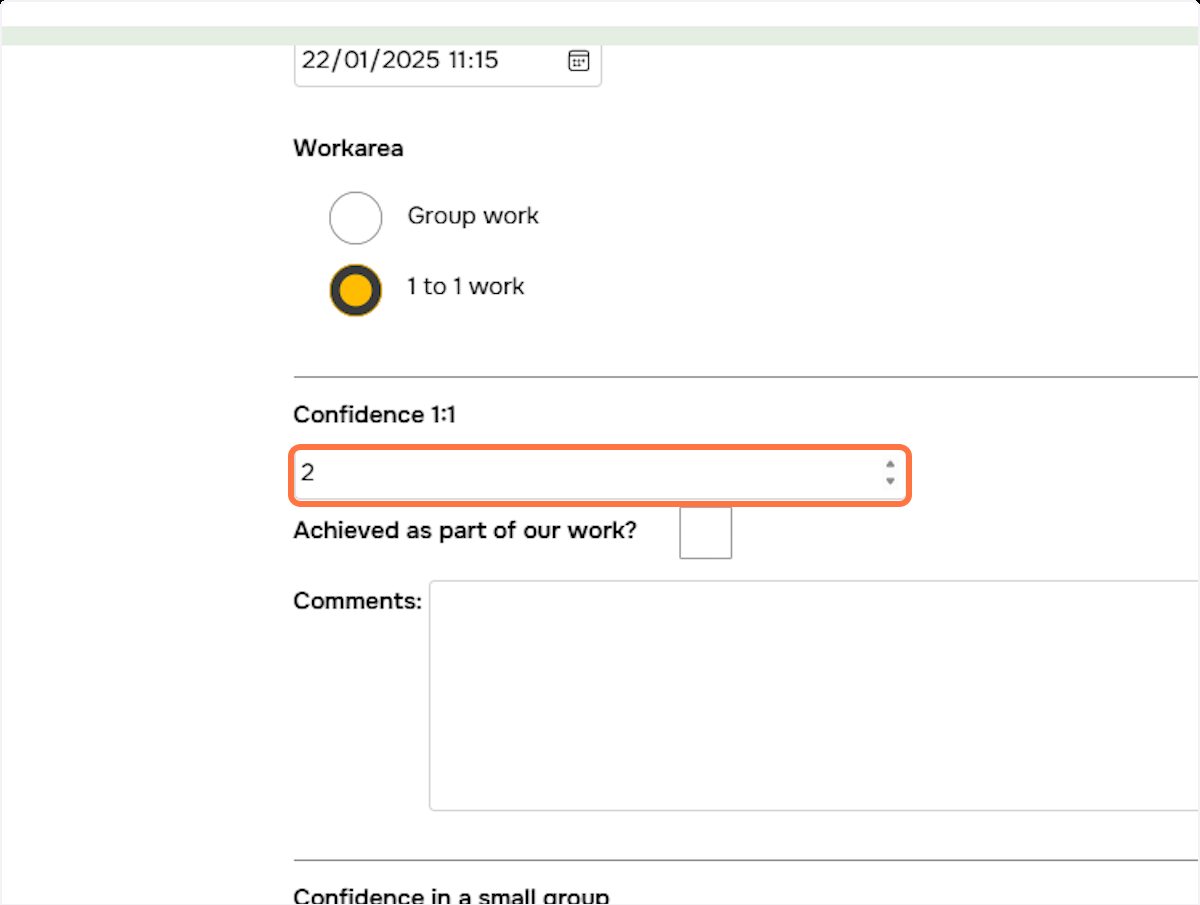 22/01/2025 11:15
Workarea
Group work
1 to 1 work
Confidence 1:1
2
Achieved as part of our work?
Comments:
Confidence in a small group